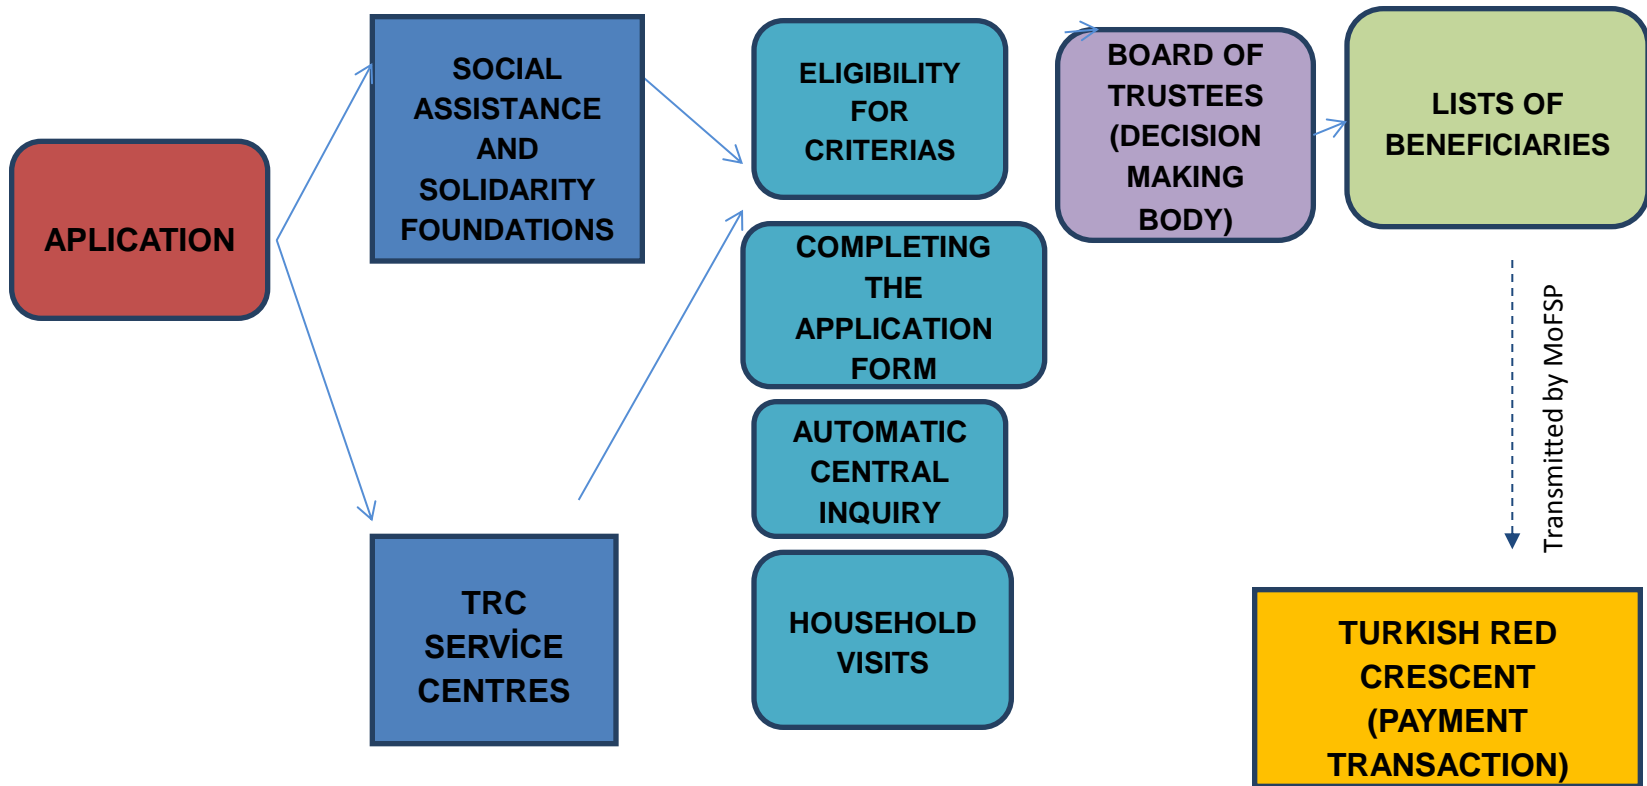 APLICATION
SOCIAL
ASSISTANCE
AND
SOLIDARITY
FOUNDATIONS
TRC
SERVİCE
CENTRES
ELIGIBILITY
FOR
CRITERIAS
COMPLETING
THE
APPLICATION
FORM
AUTOMATIC
CENTRAL
INQUIRY
HOUSEHOLD
VISITS
BOARD OF
TRUSTEES
(DECISION
MAKING
BODY)
LISTS OF
BENEFICIARIES
Transmitted by MoFSP
TURKISH RED
CRESCENT
(PAYMENT
TRANSACTION)